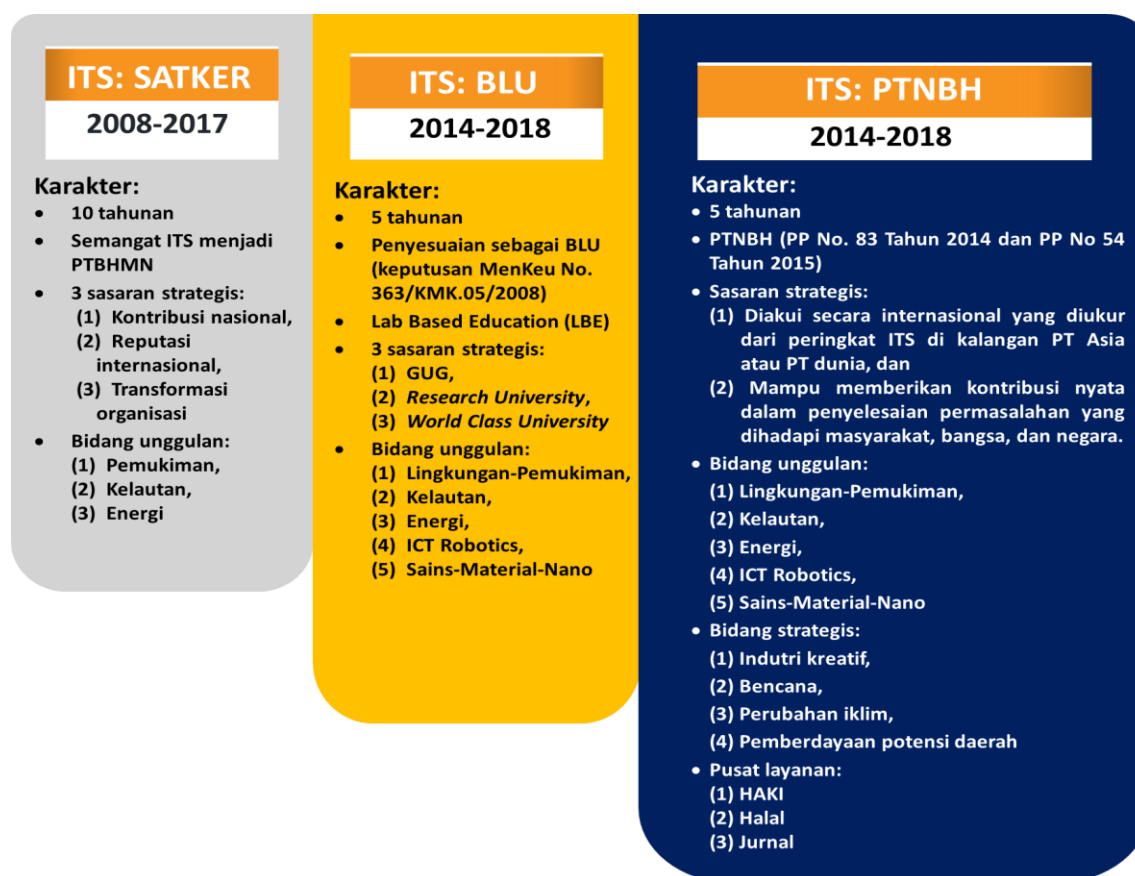 ITS: SATKER
2008-2017
Karakter:
• 10 tahunan
• Semangat ITS menjadi
PTBHMN
• 3 sasaran strategis:
(1) Kontribusi nasional,
(2) Reputasi
internasional,
(3) Transformasi
organisasi
• Bidang unggulan:
(1) Pemukiman,
(2) Kelautan,
(3) Energi
ITS: BLU
2014-2018
Karakter:
• 5 tahunan
• Penyesuaian sebagai BLU
(keputusan MenKeu No.
363/KMK.05/2008)
• Lab Based Education (LBE)
• 3 sasaran strategis:
(1) GUG,
(2) Research University,
(3) World Class University
• Bidang unggulan:
(1) Lingkungan-Pemukiman,
(2) Kelautan,
(3) Energi,
(4) ICT Robotics,
(5) Sains-Material-Nano
ITS: PTNBH
2014-2018
Karakter:
• 5 tahunan
• PTNBH (PP No. 83 Tahun 2014 dan PP No 54
Tahun 2015)
• Sasaran strategis:
(1) Diakui secara internasional yang diukur
dari peringkat ITS di kalangan PT Asia
atau PT dunia, dan
(2) Mampu memberikan kontribusi nyata
dalam penyelesaian permasalahan yang
dihadapi masyarakat, bangsa, dan negara.
• Bidang unggulan:
(1) Lingkungan-Pemukiman,
(2) Kelautan,
(3) Energi,
(4) ICT Robotics,
(5) Sains-Material-Nano
• Bidang strategis:
(1) Indutri kreatif,
(2) Bencana,
(3) Perubahan iklim,
(4) Pemberdayaan potensi daerah
• Pusat layanan:
(1) HAKI
(2) Halal
(3) Jurnal